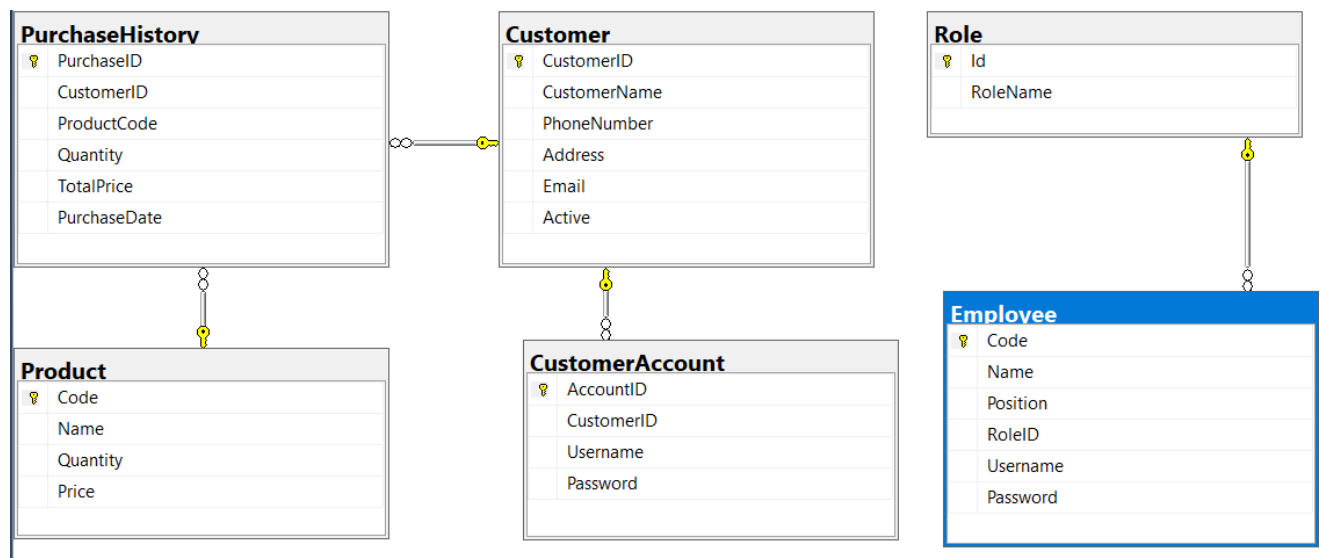 PurchaseHistory
PurchaseID
CustomerID
ProductCode
Quantity
TotalPrice
PurchaseDate
Customer
CustomerID
CustomerName
PhoneNumber
Address
Email
Active
Role
Id
RoleName
Product
Code
Name
Quantity
Price
CustomerAccount
AccountID
CustomerID
Username
Password
Employee
Code
Name
Position
RoleID
Username
Password